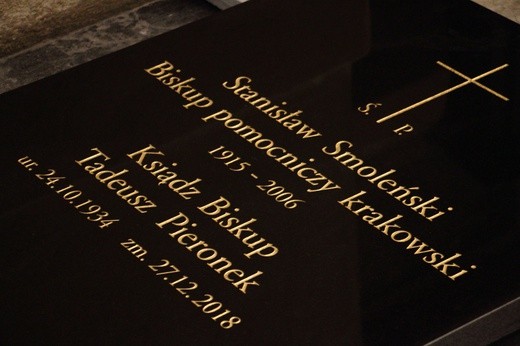 Ś. P.
Stanisław Smoleński
Biskup pomocniczy krakowski
1915 - 2006
Ksiądz Biskup
Tadeusz Pieronek
ur. 24.10.1934 zm. 27.12.2018